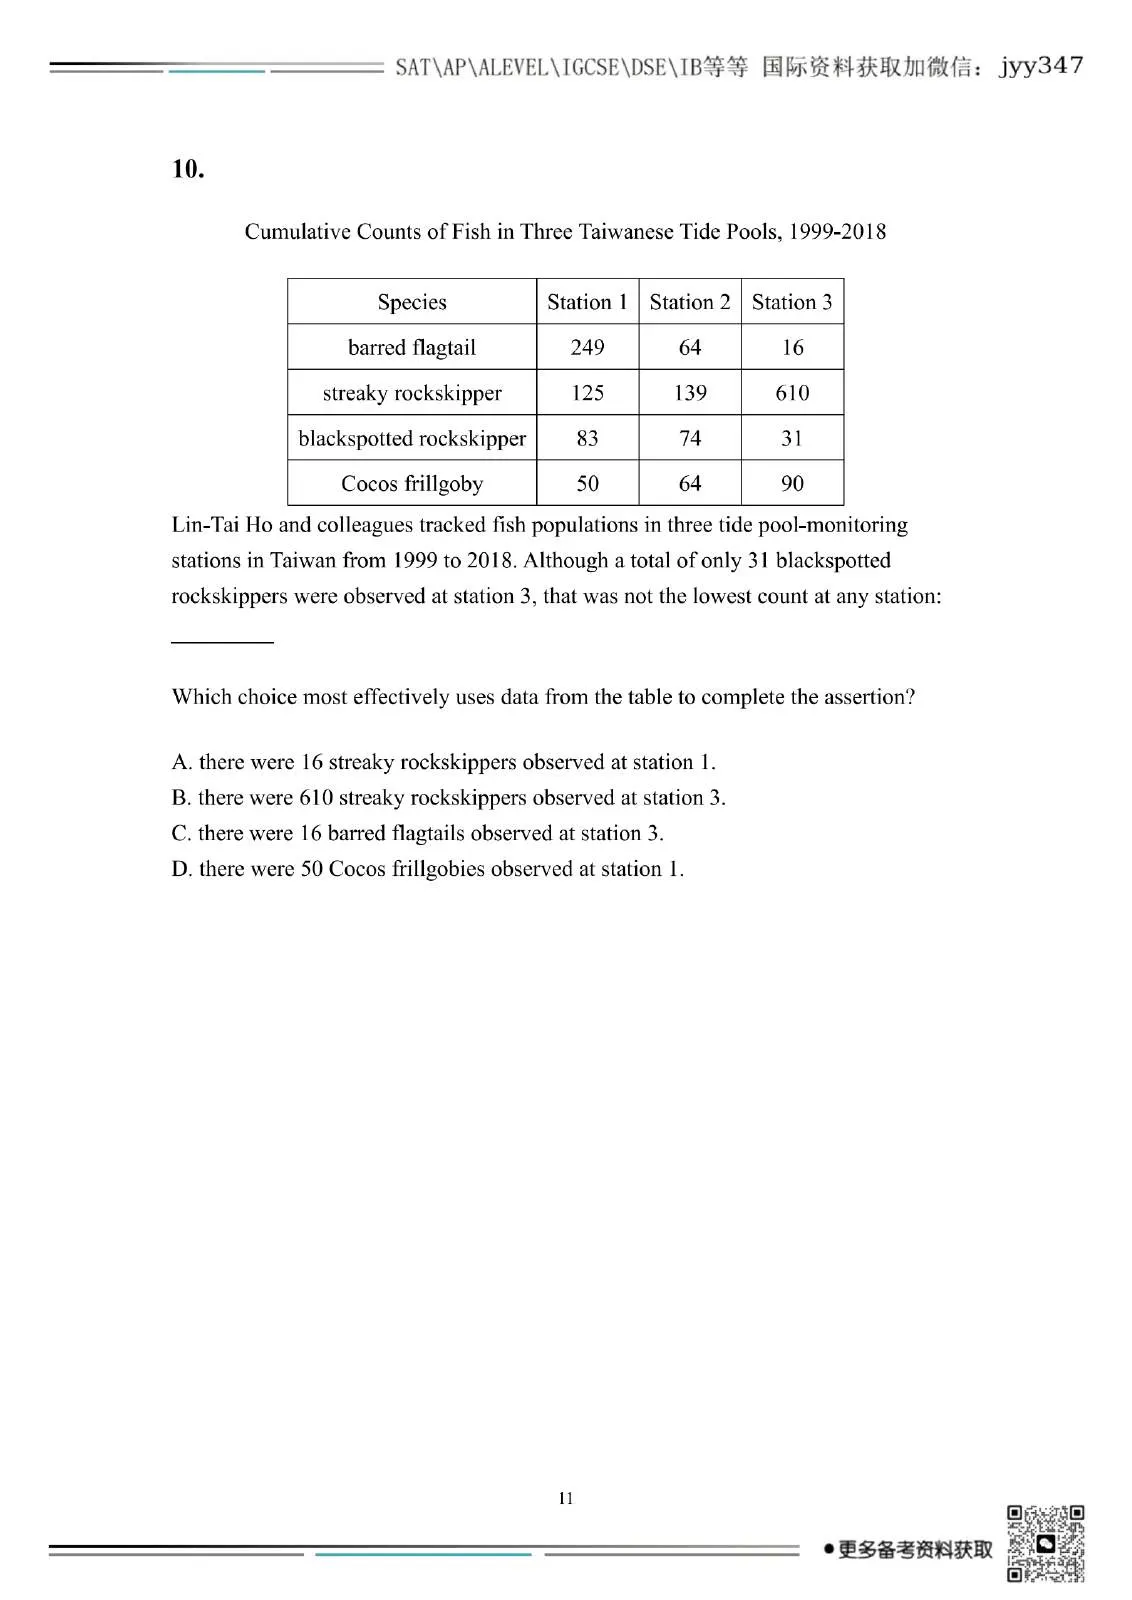 SAT\AP\ALEVEL\IGCSE\DSE\IB等等 国际资料获取加微信：jyy347
10.
Cumulative Counts of Fish in Three Taiwanese Tide Pools, 1999-2018
Species Station 1 Station 2 Station 3
barred flagtail 249 64 16
streaky rockskipper 125 139 610
blackspotted rockskipper 83 74 31
Cocos frillgoby 50 64 90
Lin-Tai Ho and colleagues tracked fish populations in three tide pool-monitoring
stations in Taiwan from 1999 to 2018. Although a total of only 31 blackspotted
rockskippers were observed at station 3, that was not the lowest count at any station:
__________
Which choice most effectively uses data from the table to complete the assertion?
A. there were 16 streaky rockskippers observed at station 1.
B. there were 610 streaky rockskippers observed at station 3.
C. there were 16 barred flagtails observed at station 3.
D. there were 50 Cocos frillgobies observed at station 1.
11
●更多备考资料获取